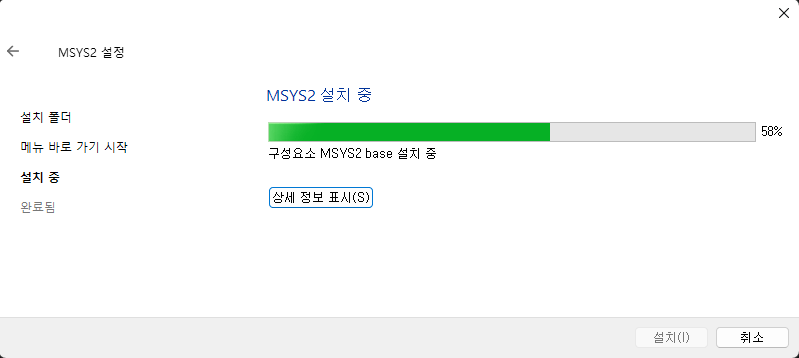 MSYS2 설정
설치 폴더
메뉴 바로 가기 시작
설치 중
완료됨
MSYS2 설치 중
58%
구성요소 MSYS2 base 설치 중
상세 정보 표시(S)
설치(I)
취소